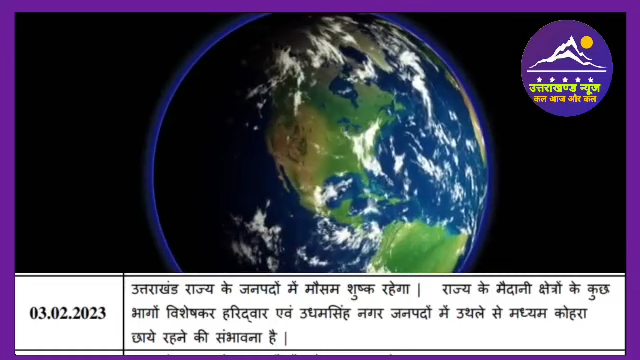 उत्तराखण्ड न्यूज
कल आज और कल
03.02.2023
उत्तराखंड राज्य के जनपदों में मौसम शुष्क रहेगा | राज्य के मैदानी क्षेत्रों के कुछ
भागों विशेषकर हरिद्वार एवं उधमसिंह नगर जनपदों में उथले से मध्यम कोहरा
छाये रहने की संभावना है |